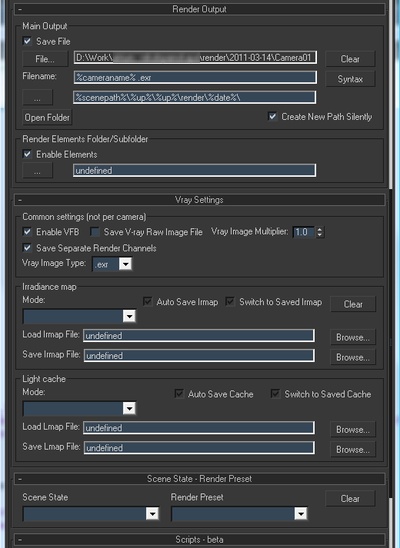 - Render Output
Main Output
Save File
File... D:\Work\ \render\2011-03-14\Camera01 Clear
Filename: %cameraname% .exr Syntax
... %scenepath%\%up%\%up%\render\%date%\
Open Folder Create New Path Silently
Render Elements Folder/Subfolder
Enable Elements
... undefined
- Vray Settings
Common settings (not per camera)
Enable VFB Save V-ray Raw Image File Vray Image Multiplier: 1.0
Save Separate Render Channels
Vray Image Type: .exr
Irradiance map
Mode: Auto Save Irmap Switch to Saved Irmap Clear
Load Irmap File: undefined Browse...
Save Irmap File: undefined Browse...
Light cache
Mode: Auto Save Cache Switch to Saved Cache
Load Lmap File: undefined Browse...
Save Lmap File: undefined Browse...
- Scene State - Render Preset
Scene State Render Preset Clear
- Scripts - beta